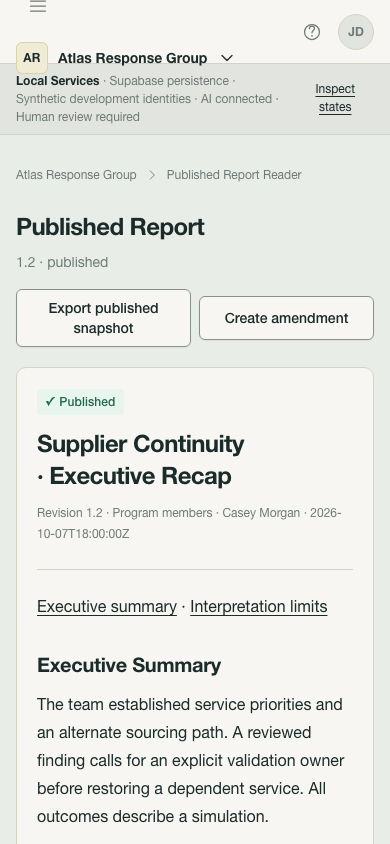 JD
AR Atlas Response Group
Local Services · Supabase persistence ·
Synthetic development identities · AI connected ·
Human review required
Inspect
states
Atlas Response Group > Published Report Reader
Published Report
1.2 · published
Export published
snapshot
Create amendment
✓ Published
Supplier Continuity
· Executive Recap
Revision 1.2 · Program members · Casey Morgan · 2026-
10-07T18:00:00Z
Executive summary · Interpretation limits
Executive Summary
The team established service priorities and
an alternate sourcing path. A reviewed
finding calls for an explicit validation owner
before restoring a dependent service. All
outcomes describe a simulation.